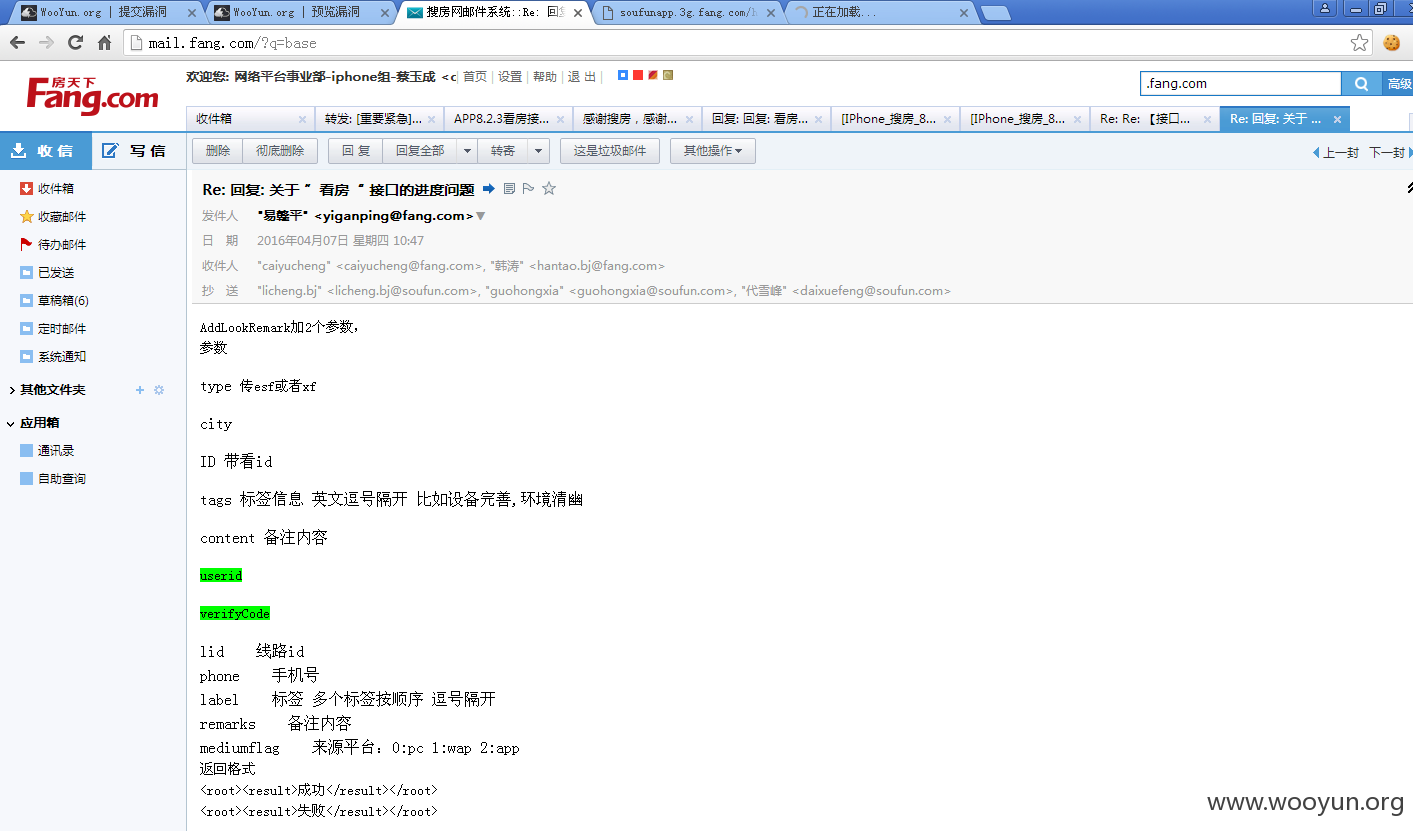 WooYun.org | 提交漏洞
WooYun.org | 预览漏洞
搜房网邮件系统::Re: 回复
soufunapp.3g.fang.com/h
正在加载...
mail.fang.com/?q=base
房天下
Fang.com
欢迎您: 网络平台事业部-iphone组-蔡玉成 <c| 首页 | 设置 | 帮助 | 退 出 |
.fang.com
高级
收件箱
转发: [重要紧急]...
APP8.2.3看房接...
感谢搜房，感谢...
回复: 回复: 看房...
[IPhone_搜房_8...
[IPhone_搜房_8...
Re: Re: 【接口...
Re: 回复: 关于 ...
收 信
写 信
删除
彻底删除
回 复
回复全部
转寄
这是垃圾邮件
其他操作
上一封
下一封
收件箱
收藏邮件
待办邮件
已发送
草稿箱(6)
定时邮件
系统通知
其他文件夹
应用箱
通讯录
自助查询
Re: 回复: 关于 ” 看房 “ 接口的进度问题
发件人 "易赣平" <yiganping@fang.com>
日 期 2016年04月07日 星期四 10:47
收件人 "caiyucheng" <caiyucheng@fang.com>, "韩涛" <hantao.bj@fang.com>
抄 送 "licheng.bj" <licheng.bj@soufun.com>, "guohongxia" <guohongxia@soufun.com>, "代雪峰" <daixuefeng@soufun.com>
AddLookRemark加2个参数，
参数
type 传esf或者xf
city
ID 带看id
tags 标签信息 英文逗号隔开 比如设备完善,环境清幽
content 备注内容
userid
verifyCode
lid 线路id
phone 手机号
label 标签 多个标签按顺序 逗号隔开
remarks 备注内容
mediumflag 来源平台：0:pc 1:wap 2:app
返回格式
<root><result>成功</result></root>
<root><result>失败</result></root>
www.wooyun.org